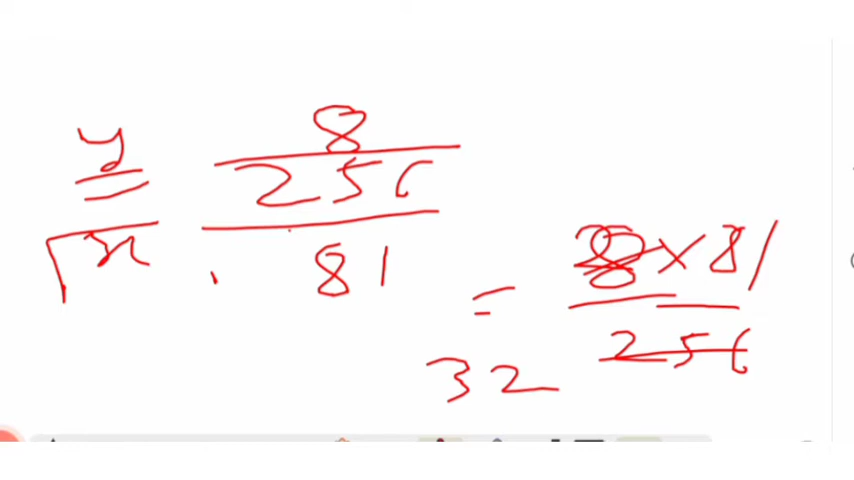 y/√x 8/(256/81)
= 8×81/256
32